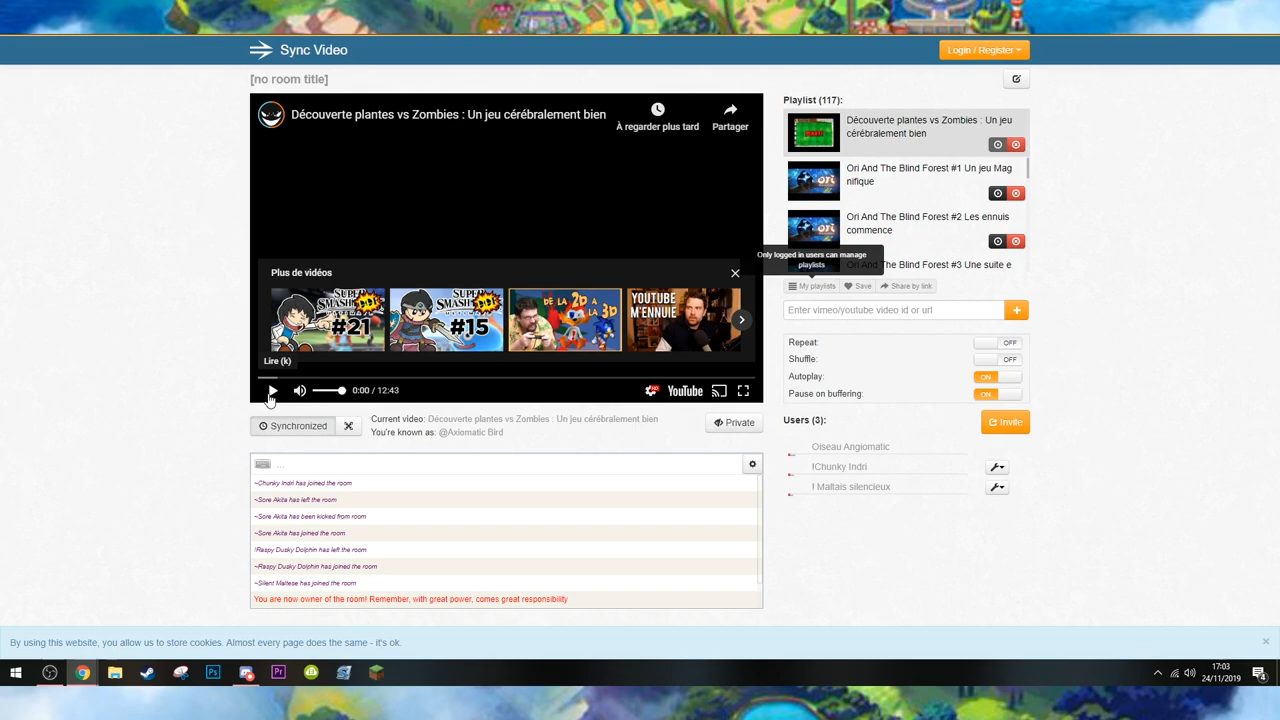 Sync Video
Login / Register
[no room title]
Découverte plantes vs Zombies : Un jeu cérébralement bien
À regarder plus tard
Partager
Plus de vidéos
SUPER
SMASH
#21
SUPER
SMASH
#15
DE LA 2D À
LA 3D
YOUTUBE
M'ENNUIE
Lire (k)
0:00 / 12:43
HD
YouTube
Synchronized
Current video: Découverte plantes vs Zombies : Un jeu cérébralement bien
You're known as: @Axiomatic Bird
Private
...
~Chunky Indri has joined the room
~Sore Akita has left the room
~Sore Akita has been kicked from room
~Sore Akita has joined the room
!Raspy Dusky Dolphin has left the room
~Raspy Dusky Dolphin has joined the room
~Silent Maltese has joined the room
You are now owner of the room! Remember, with great power, comes great responsibility
Playlist (117):
Découverte plantes vs Zombies : Un jeu
cérébralement bien
Ori And The Blind Forest #1 Un jeu Mag
nifique
Ori And The Blind Forest #2 Les ennuis
commence
Only logged in users can manage
playlists
Ori And The Blind Forest #3 Une suite e
My playlists
Save
Share by link
Enter vimeo/youtube video id or url
Repeat: OFF
Shuffle: OFF
Autoplay: ON
Pause on buffering: ON
Users (3):
Invite
Oiseau Angiomatic
!Chunky Indri
! Maltais silencieux
By using this website, you allow us to store cookies. Almost every page does the same - it's ok.
Ps
Pr
17:03
24/11/2019
4